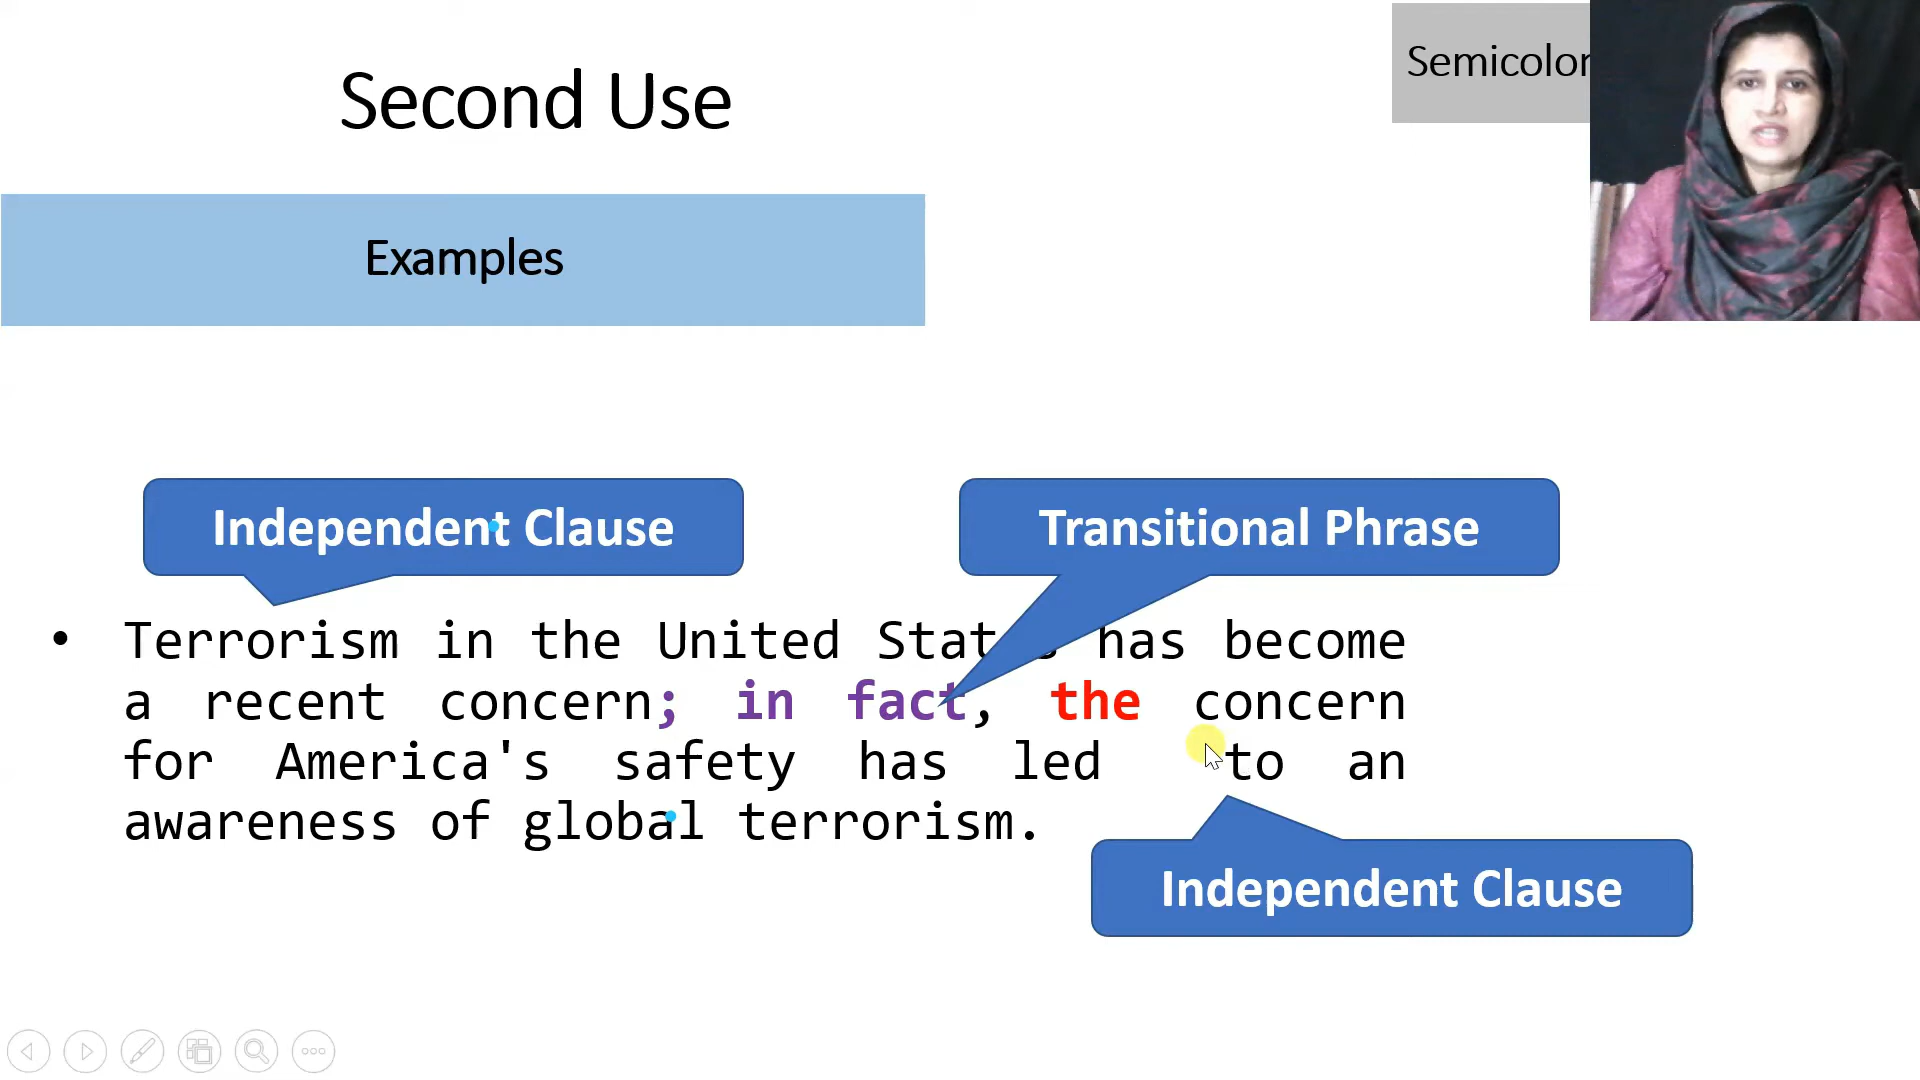 Second Use
Semicolon
Examples
Independent Clause
Transitional Phrase
• Terrorism in the United States has become
a recent concern; in fact, the concern
for America's safety has led to an
awareness of global terrorism.
Independent Clause